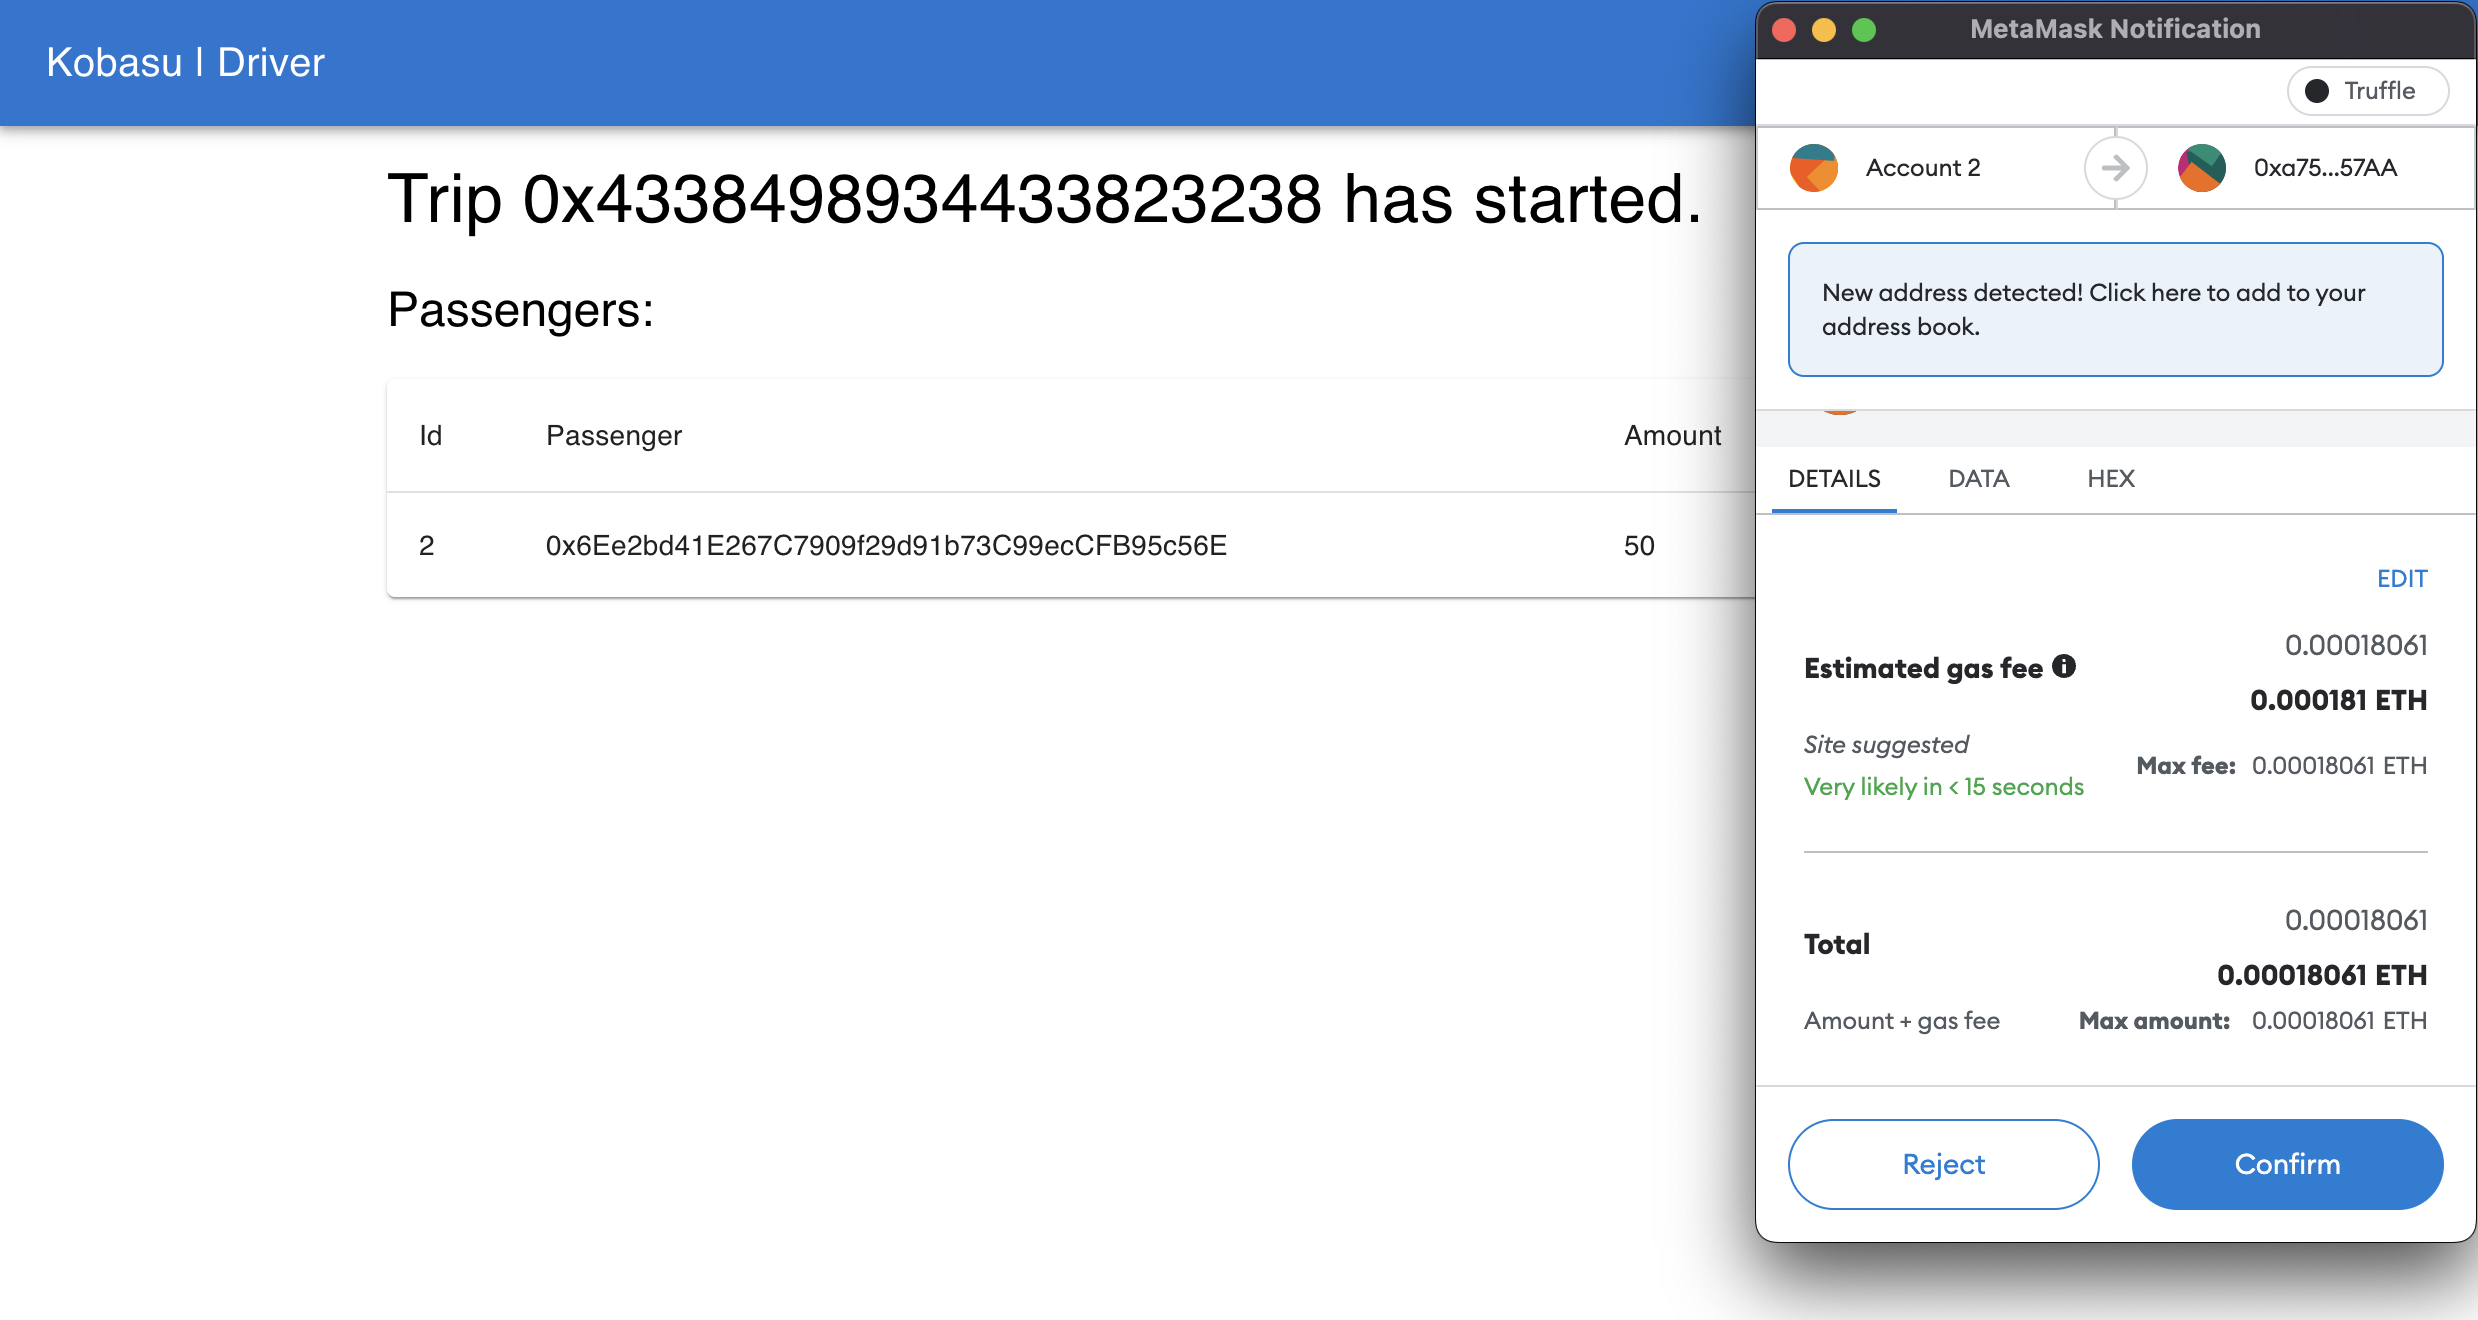 Kobasu | Driver
Trip 0x4338498934433823238 has started.
Passengers:
Id Passenger Amount
2 0x6Ee2bd41E267C7909f29d91b73C99ecCFB95c56E 50
MetaMask Notification
Truffle
Account 2 0xa75...57AA
New address detected! Click here to add to your
address book.
DETAILS DATA HEX
EDIT
0.00018061
Estimated gas fee
0.000181 ETH
Site suggested
Max fee: 0.00018061 ETH
Very likely in < 15 seconds
0.00018061
Total
0.00018061 ETH
Amount + gas fee Max amount: 0.00018061 ETH
Reject Confirm